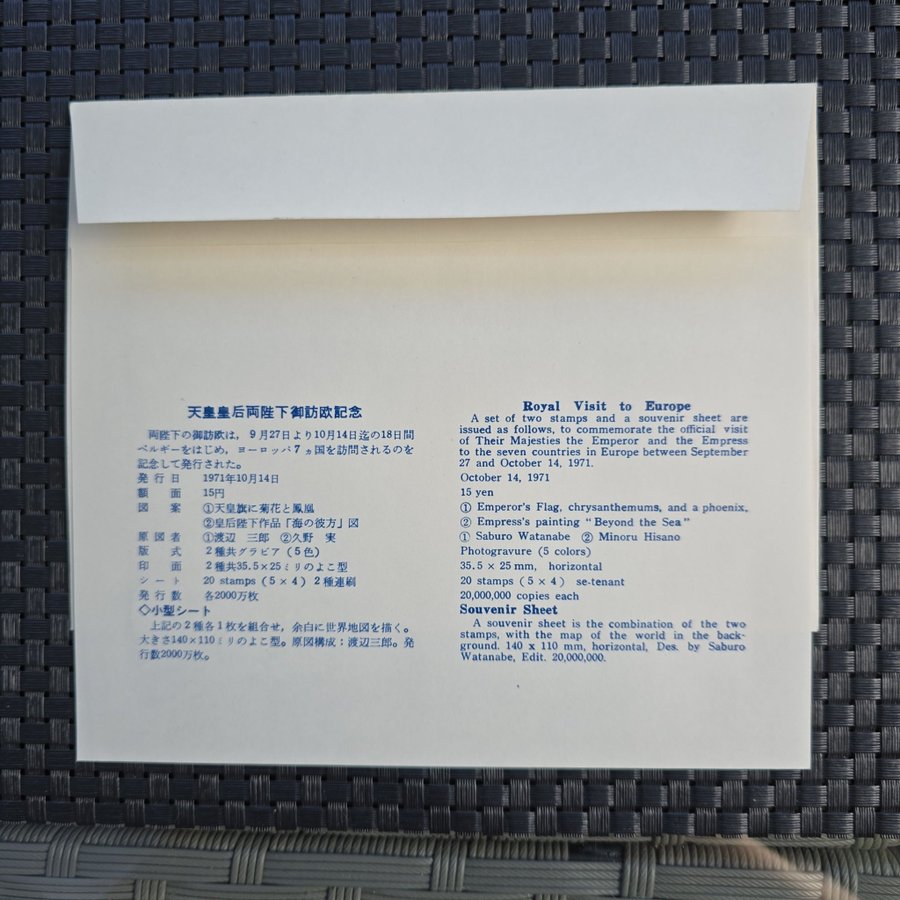 天皇皇后両陛下御訪欧記念
両陛下の御訪欧は，9月27日より10月14日迄の18日間
ベルギーをはじめ，ヨーロッパ7ヵ国を訪問されるのを
記念して発行された。
発行日 1971年10月14日
額面 15円
図案 ①天皇旗に菊花と鳳凰
②皇后陛下作品「海の彼方」図
原図者 ①渡辺 三郎 ②久野 実
版式 2種共グラビア（5色）
印面 2種共35.5×25ミリのよこ型
シート 20 stamps（5×4）2種連刷
発行数 各2000万枚
◇小型シート
上記の2種各1枚を組合せ，余白に世界地図を描く。
大きさ140×110ミリのよこ型。原図構成：渡辺三郎。発
行数2000万枚。
Royal Visit to Europe
A set of two stamps and a souvenir sheet are
issued as follows, to commemorate the official visit
of Their Majesties the Emperor and the Empress
to the seven countries in Europe between September
27 and October 14, 1971.
October 14, 1971
15 yen
① Emperor's Flag, chrysanthemums, and a phoenix,
② Empress's painting "Beyond the Sea"
① Saburo Watanabe ② Minoru Hisano
Photogravure (5 colors)
35.5 × 25 mm, horizontal
20 stamps (5 × 4) se-tenant
20,000,000 copies each
Souvenir Sheet
A souvenir sheet is the combination of the two
stamps, with the map of the world in the back-
ground. 140 x 110 mm, horizontal, Des. by Saburo
Watanabe, Edit. 20,000,000.